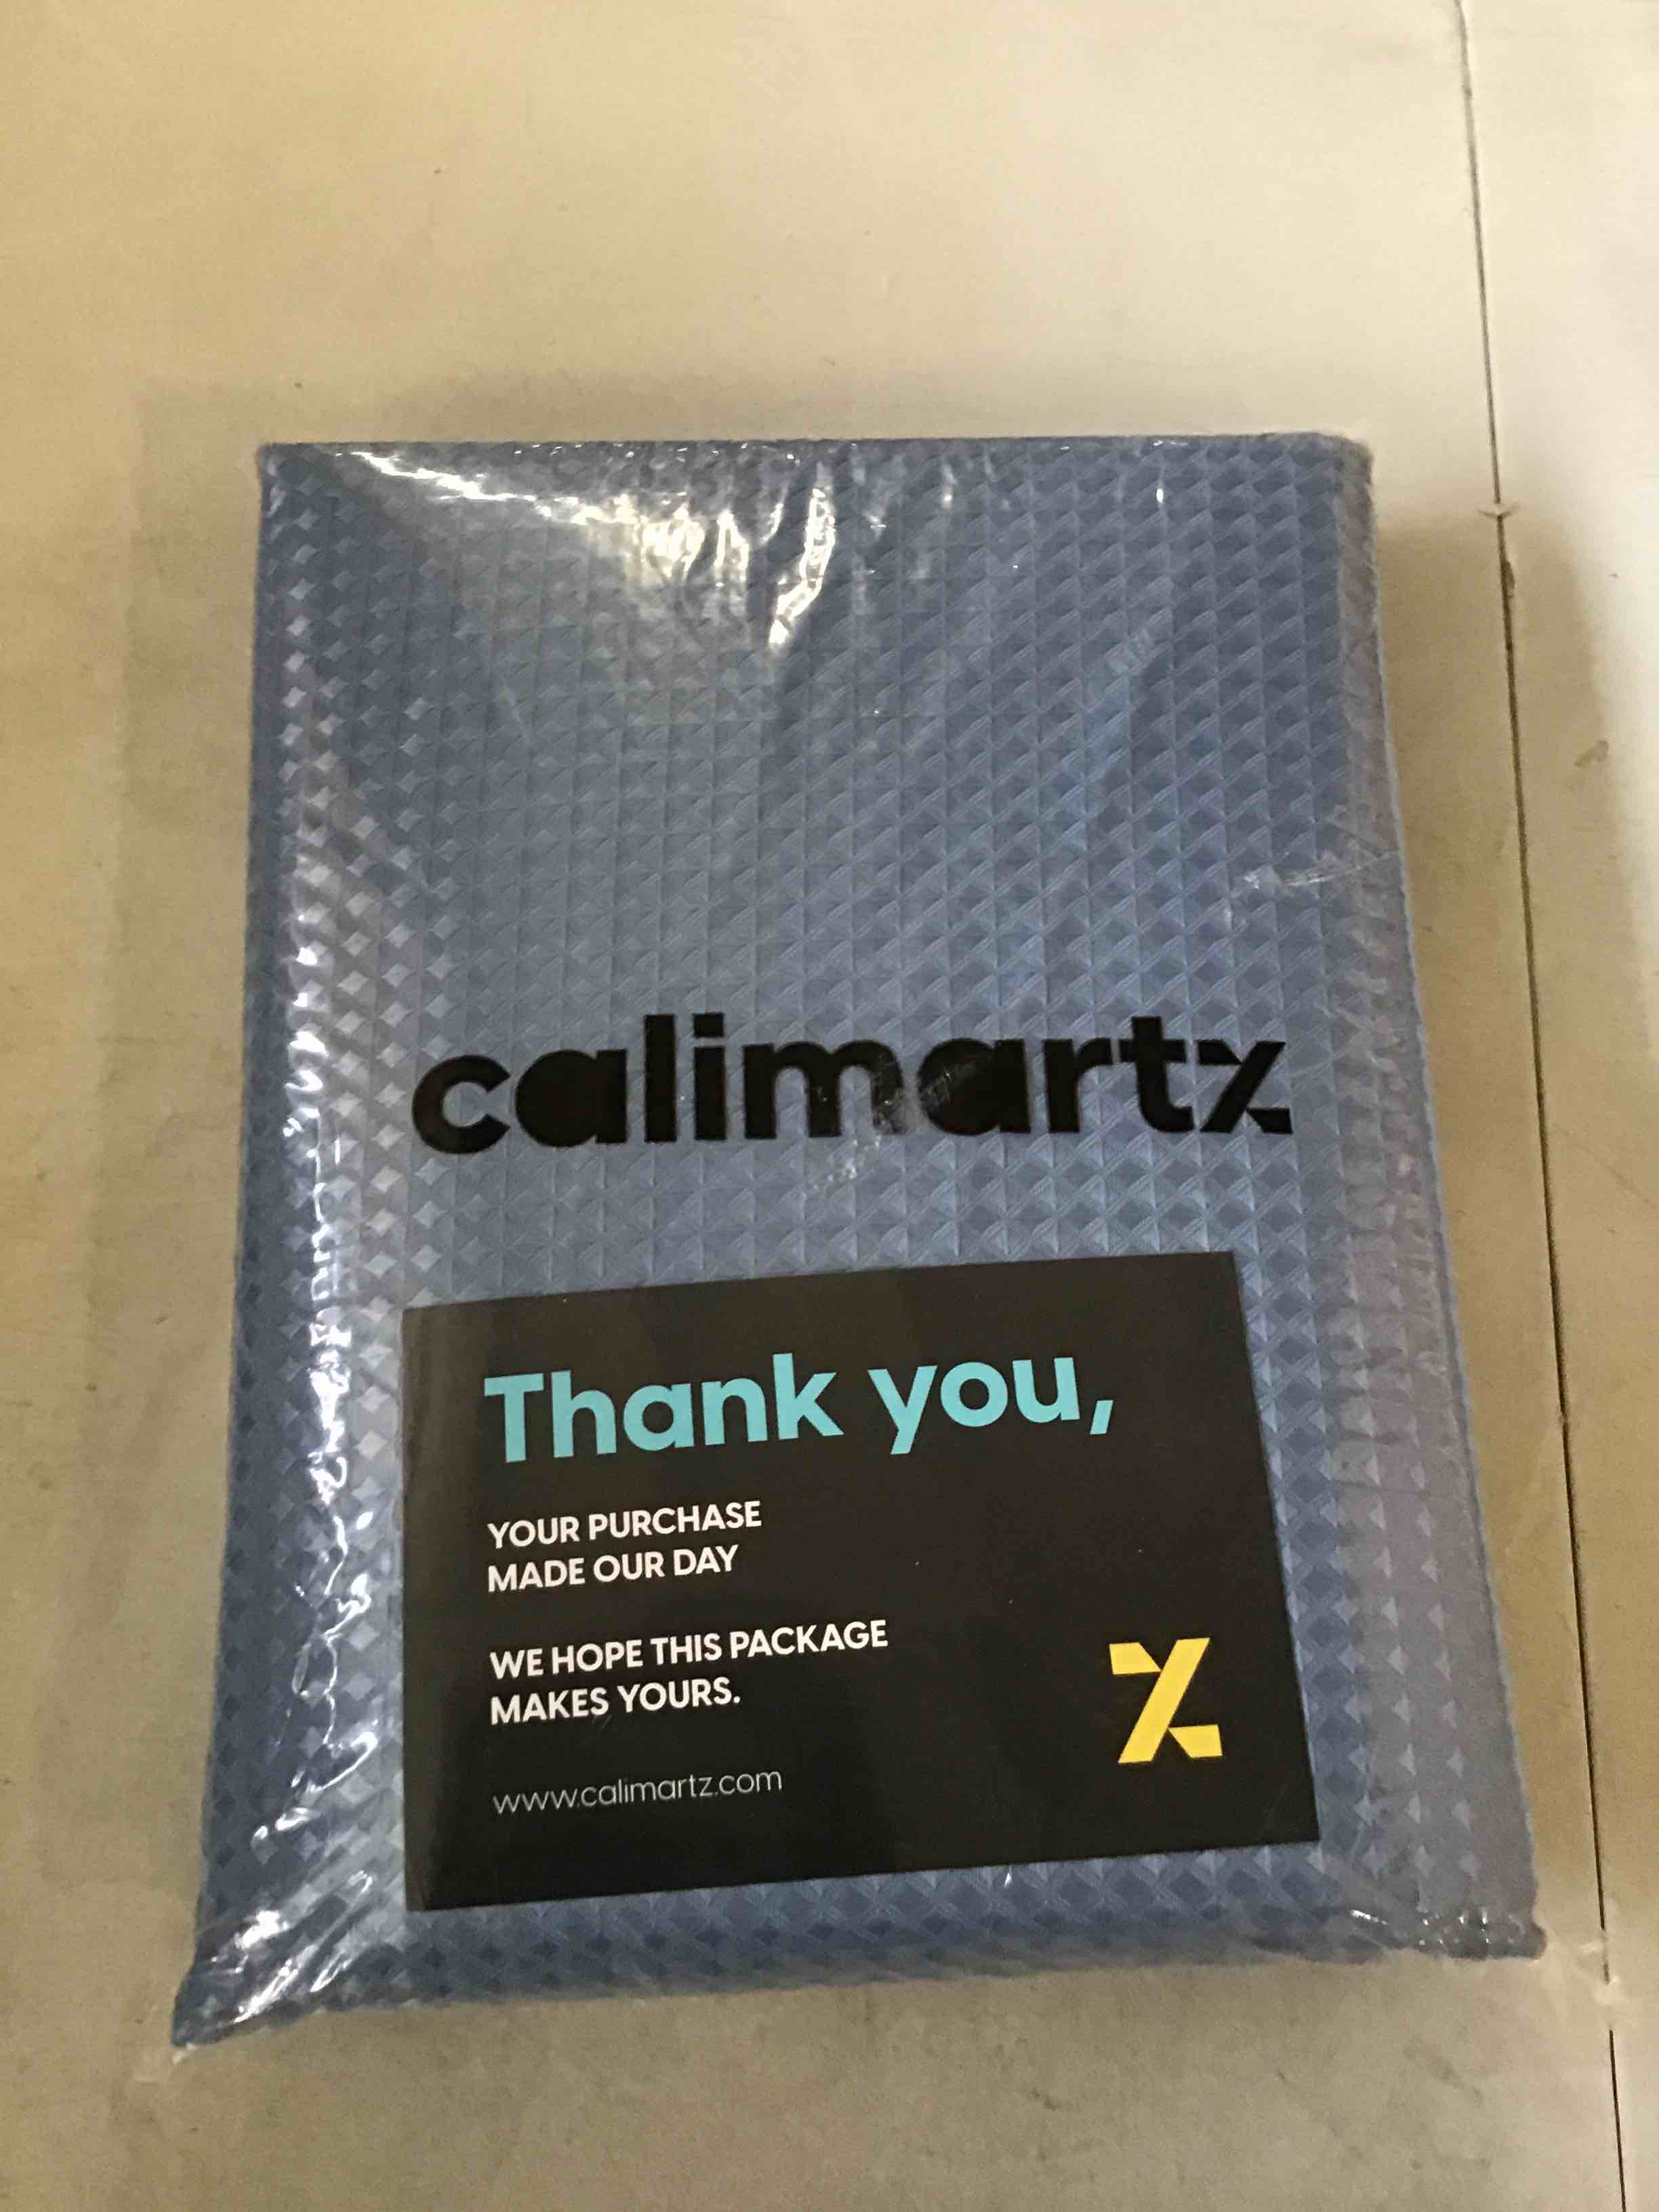 calimartz
Thank you,
YOUR PURCHASE
MADE OUR DAY
WE HOPE THIS PACKAGE
MAKES YOURS.
www.calimartz.com
Z